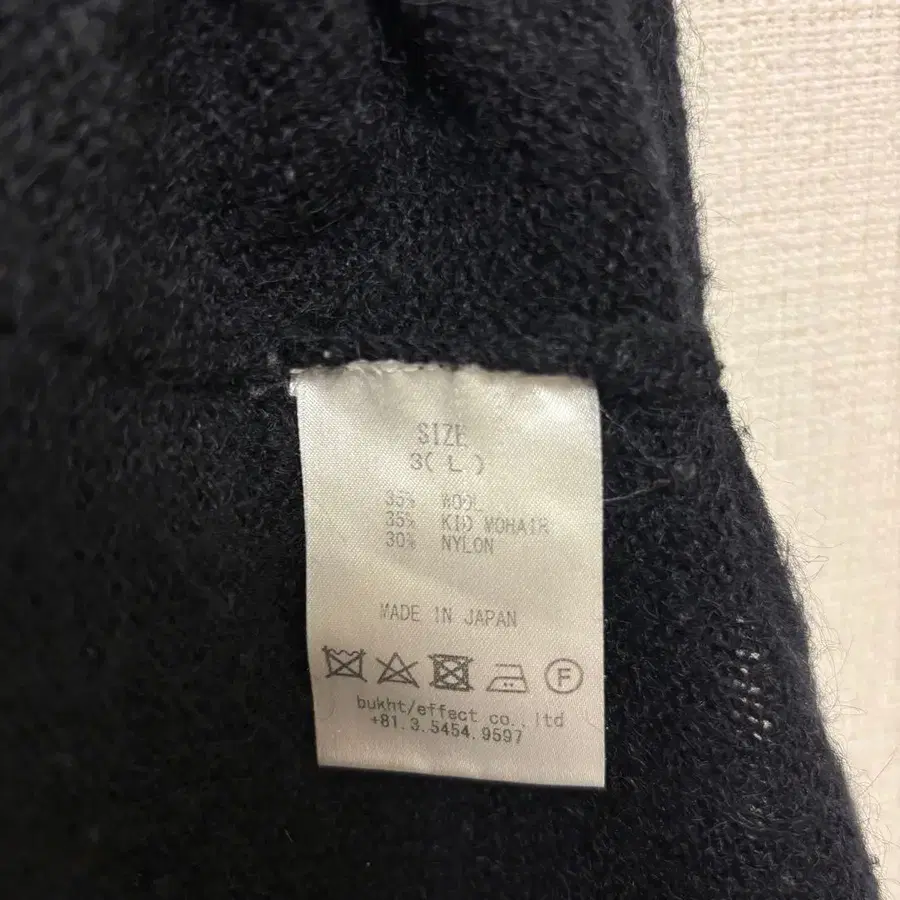 SIZE
3( L )
35% WOOL
35% KID MOHAIR
30% NYLON
MADE IN JAPAN
F
bukht/effect co.,ltd
+81.3.5454.9597